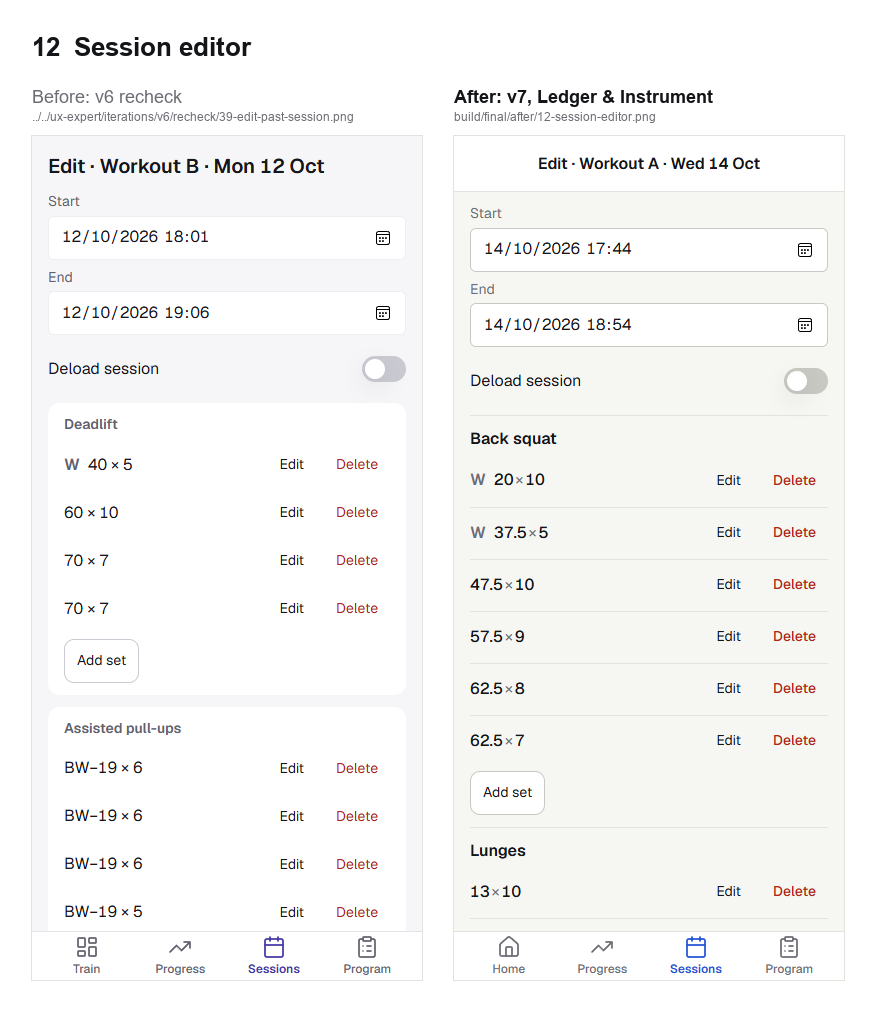 12 Session editor
Before: v6 recheck
../../ux-expert/iterations/v6/recheck/39-edit-past-session.png
Edit · Workout B · Mon 12 Oct
Start
12/10/2026 18:01
End
12/10/2026 19:06
Deload session
Deadlift
W 40 × 5 Edit Delete
60 × 10 Edit Delete
70 × 7 Edit Delete
70 × 7 Edit Delete
Add set
Assisted pull-ups
BW−19 × 6 Edit Delete
BW−19 × 6 Edit Delete
BW−19 × 6 Edit Delete
BW−19 × 5 Edit Delete
Train Progress Sessions Program
After: v7, Ledger & Instrument
build/final/after/12-session-editor.png
Edit · Workout A · Wed 14 Oct
Start
14/10/2026 17:44
End
14/10/2026 18:54
Deload session
Back squat
W 20×10 Edit Delete
W 37.5×5 Edit Delete
47.5×10 Edit Delete
57.5×9 Edit Delete
62.5×8 Edit Delete
62.5×7 Edit Delete
Add set
Lunges
13×10 Edit Delete
Home Progress Sessions Program